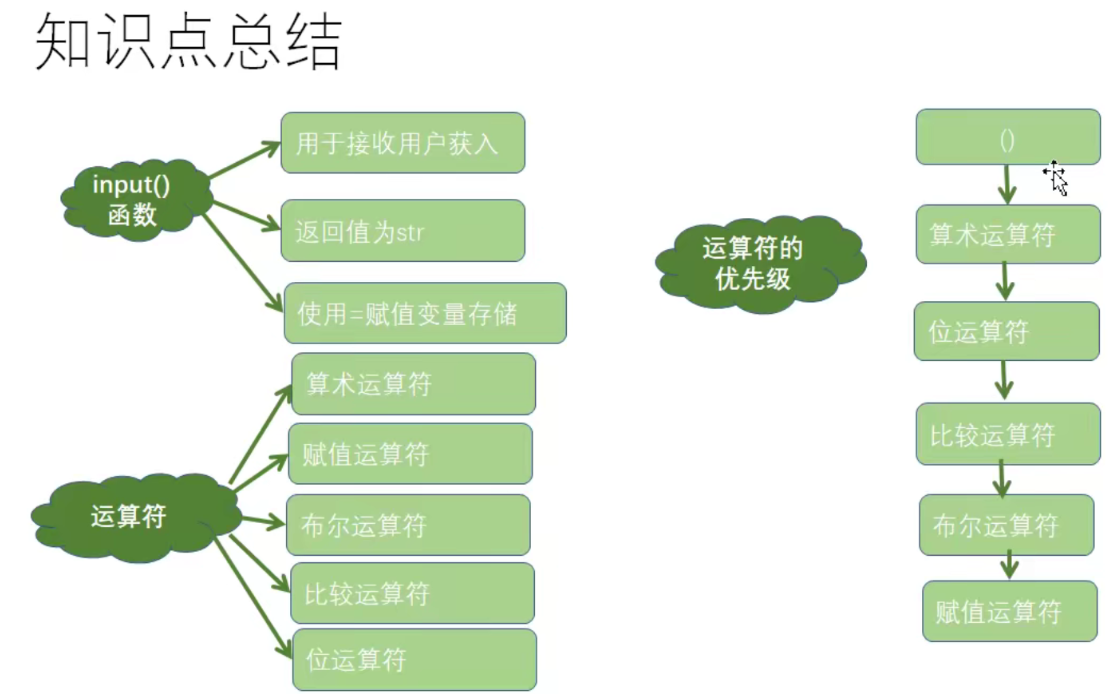 知识点总结
input()
函数
用于接收用户获入
返回值为str
使用=赋值变量存储
运算符
算术运算符
赋值运算符
布尔运算符
比较运算符
位运算符
运算符的
优先级
()
算术运算符
位运算符
比较运算符
布尔运算符
赋值运算符